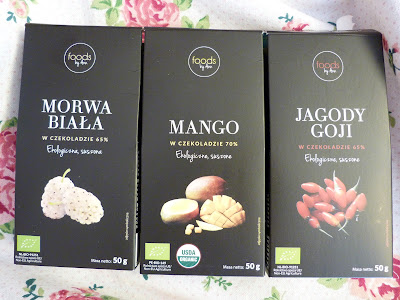 foods
by Ann
MORWA
BIAŁA
W CZEKOLADZIE 65%
Ekologiczna, suszona
Masa netto: 50 g
foods
by Ann
MANGO
W CZEKOLADZIE 70%
Ekologiczne, suszone
USDA
ORGANIC
Masa netto: 50 g
foods
by Ann
JAGODY
GOJI
W CZEKOLADZIE 65%
Ekologiczne, suszone
Masa netto: 50 g